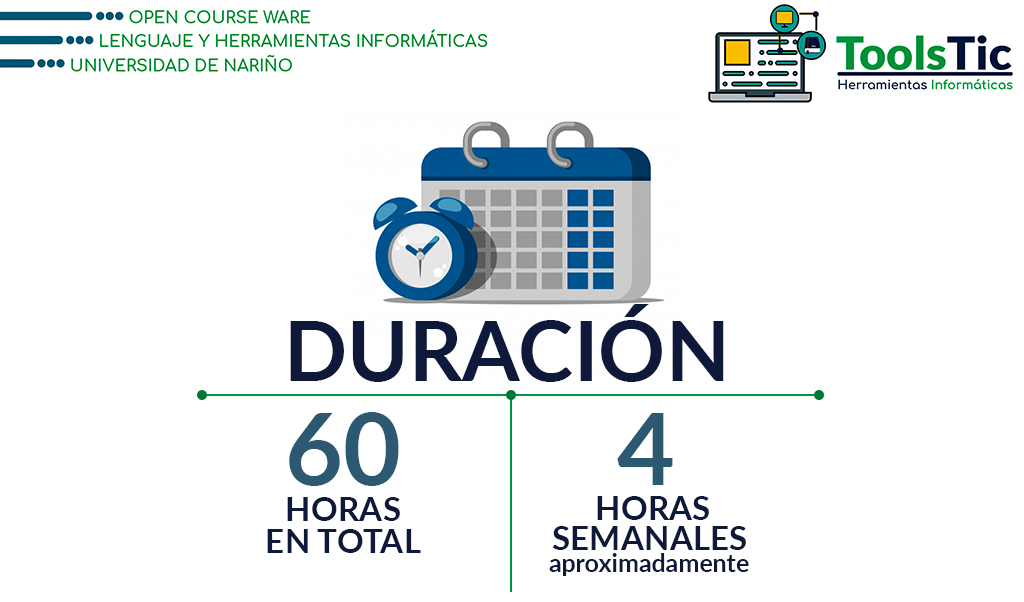 OPEN COURSE WARE
LENGUAJE Y HERRAMIENTAS INFORMÁTICAS
UNIVERSIDAD DE NARIÑO
ToolsTic
Herramientas Informáticas
DURACIÓN
60
HORAS
EN TOTAL
4
HORAS
SEMANALES
aproximadamente